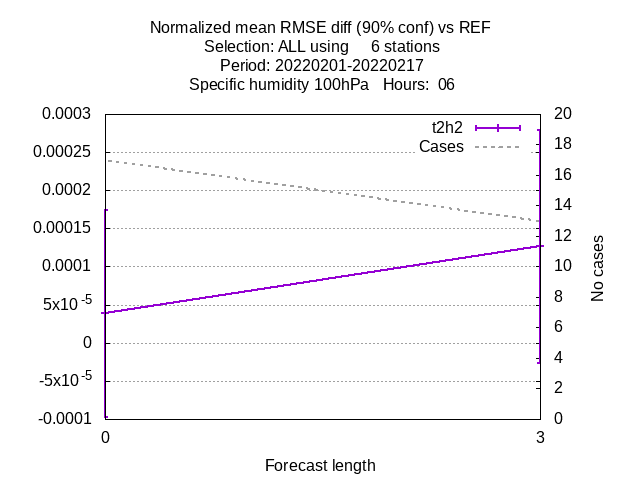 Normalized mean RMSE diff (90% conf) vs REF
Selection: ALL using 6 stations
Period: 20220201-20220217
Specific humidity 100hPa Hours: 06
t2h2
Cases
0.0003
0.00025
0.0002
0.00015
0.0001
5x10^-5
0
-5x10^-5
-0.0001
20
18
16
14
12
10
8
6
4
2
0
No cases
0
3
Forecast length